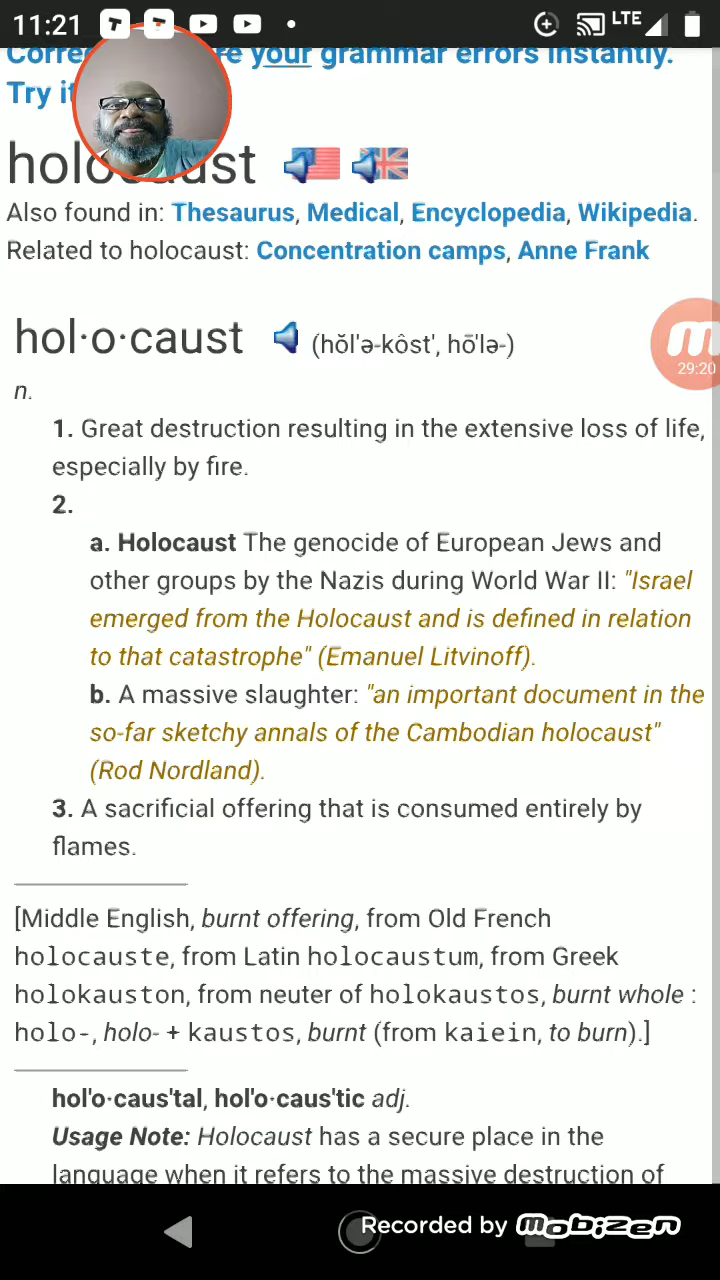 11:21 LTE
Corre e your grammar errors instantly.
Try i
holocaust
Also found in: Thesaurus, Medical, Encyclopedia, Wikipedia.
Related to holocaust: Concentration camps, Anne Frank
hol·o·caust (hŏl′ə-kôst′, hō′lə-)
29:20
n.
1. Great destruction resulting in the extensive loss of life,
especially by fire.
2.
a. Holocaust The genocide of European Jews and
other groups by the Nazis during World War II: "Israel
emerged from the Holocaust and is defined in relation
to that catastrophe" (Emanuel Litvinoff).
b. A massive slaughter: "an important document in the
so-far sketchy annals of the Cambodian holocaust"
(Rod Nordland).
3. A sacrificial offering that is consumed entirely by
flames.
[Middle English, burnt offering, from Old French
holocauste, from Latin holocaustum, from Greek
holokauston, from neuter of holokaustos, burnt whole :
holo-, holo- + kaustos, burnt (from kaiein, to burn).]
hol′o·caus′tal, hol′o·caus′tic adj.
Usage Note: Holocaust has a secure place in the
language when it refers to the massive destruction of
Recorded by mobizen